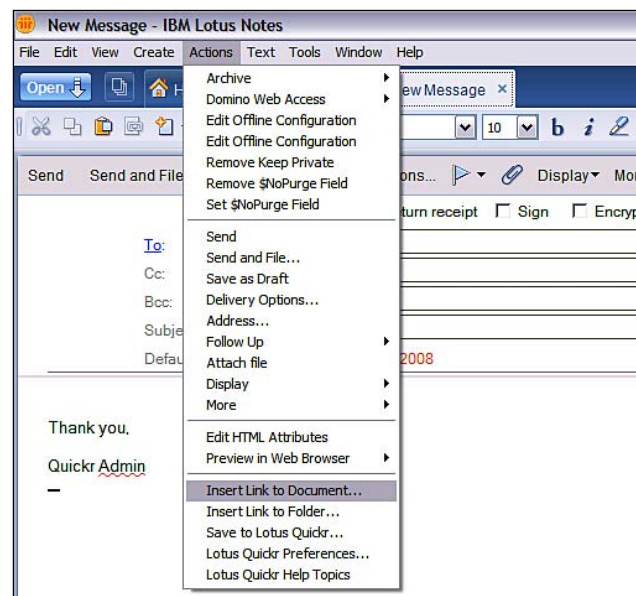 New Message - IBM Lotus Notes
File Edit View Create Actions Text Tools Window Help
Open H ew Message ×
10 b i
Send Send and File ons... Display Mor
turn receipt Sign Encryp
To:
Cc:
Bcc:
Subje
Defau 2008
Thank you,
Quickr Admin
Archive
Domino Web Access
Edit Offline Configuration
Edit Offline Configuration
Remove Keep Private
Remove $NoPurge Field
Set $NoPurge Field
Send
Send and File...
Save as Draft
Delivery Options...
Address...
Follow Up
Attach file
Display
More
Edit HTML Attributes
Preview in Web Browser
Insert Link to Document...
Insert Link to Folder...
Save to Lotus Quickr...
Lotus Quickr Preferences...
Lotus Quickr Help Topics